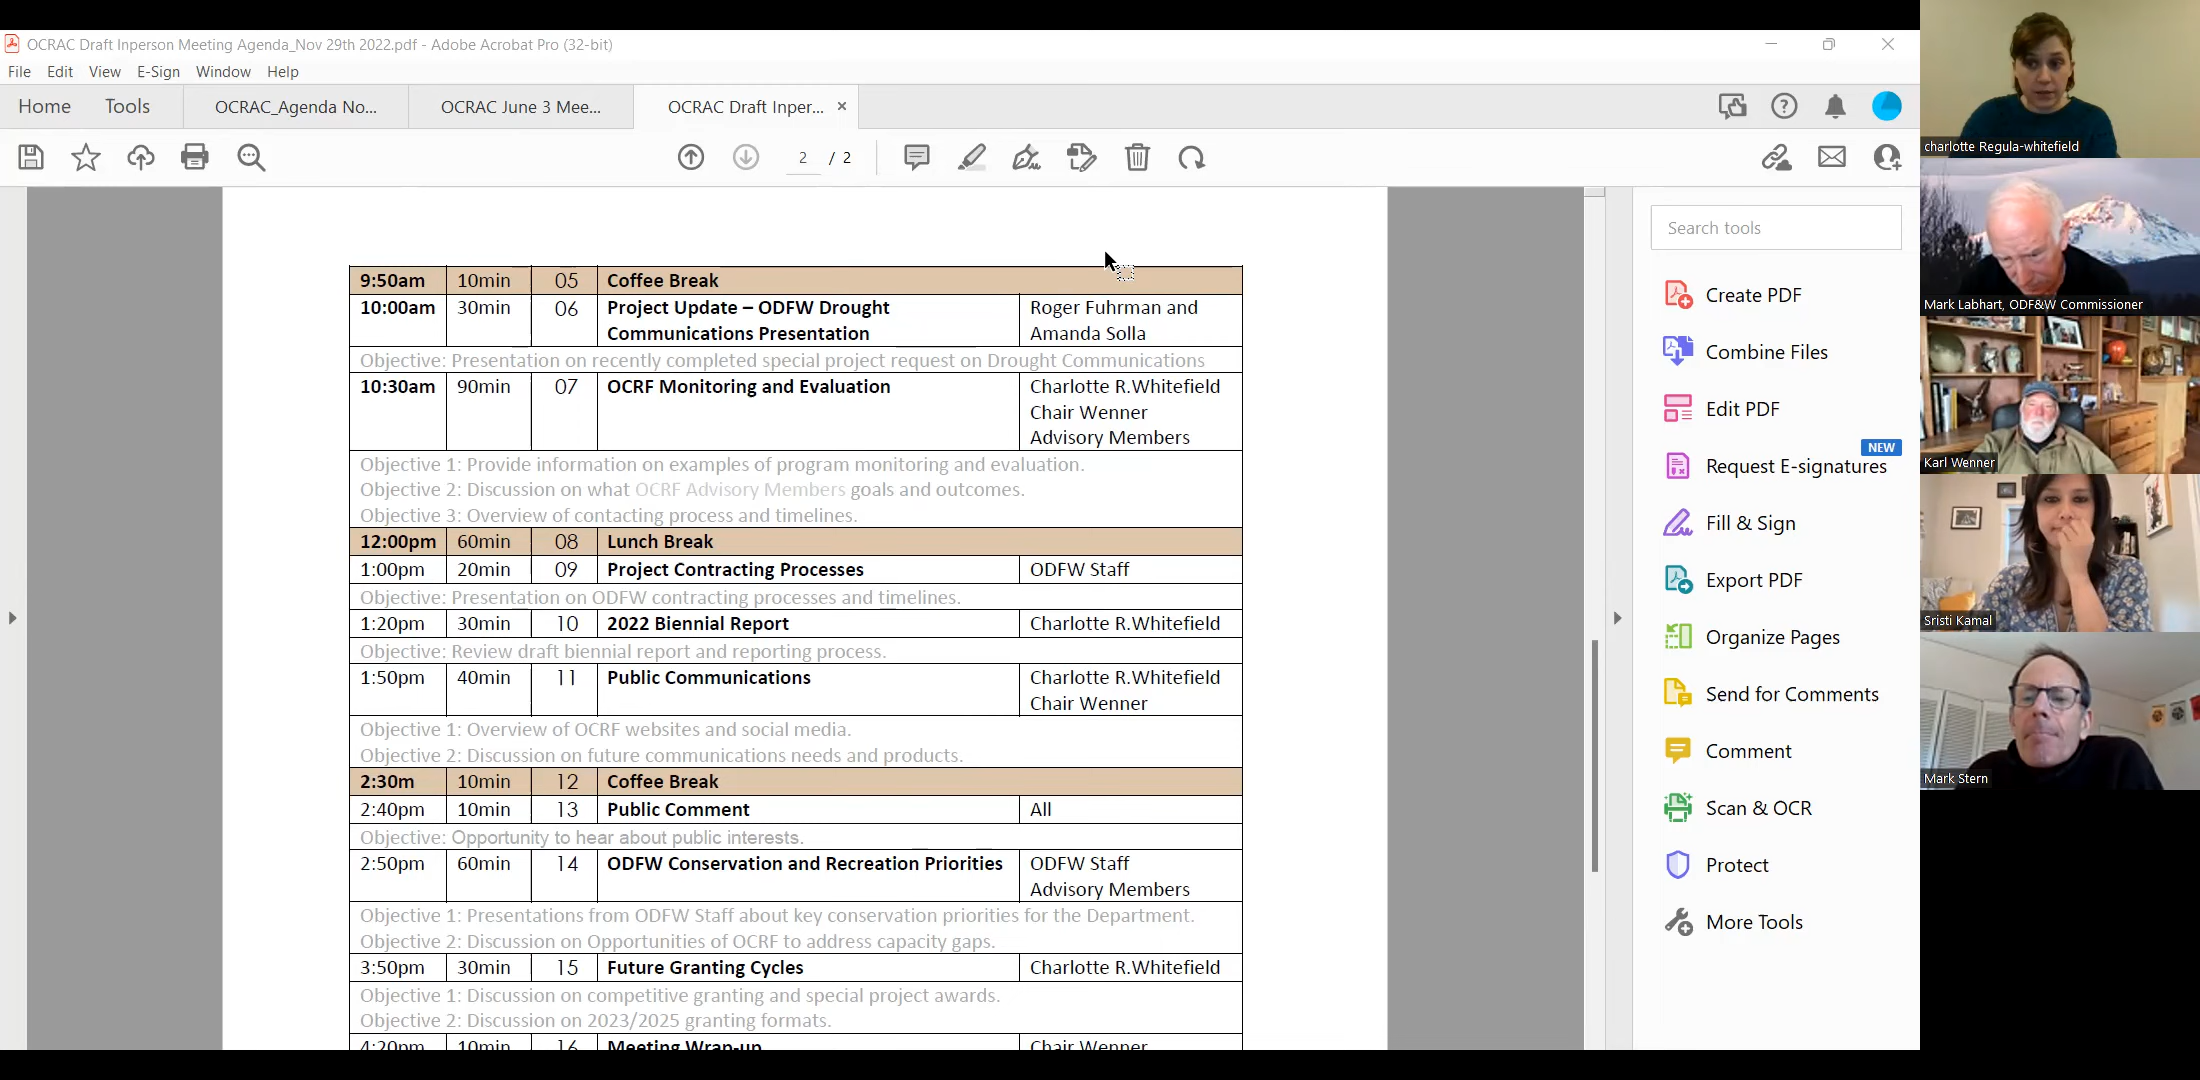 OCRAC Draft Inperson Meeting Agenda_Nov 29th 2022.pdf - Adobe Acrobat Pro (32-bit)
File Edit View E-Sign Window Help
Home Tools OCRAC_Agenda No... OCRAC June 3 Mee... OCRAC Draft Inper... ×
2 / 2
9:50am 10min 05 Coffee Break
10:00am 30min 06 Project Update – ODFW Drought Roger Fuhrman and
Communications Presentation Amanda Solla
Objective: Presentation on recently completed special project request on Drought Communications
10:30am 90min 07 OCRF Monitoring and Evaluation Charlotte R.Whitefield
Chair Wenner
Advisory Members
Objective 1: Provide information on examples of program monitoring and evaluation.
Objective 2: Discussion on what OCRF Advisory Members goals and outcomes.
Objective 3: Overview of contacting process and timelines.
12:00pm 60min 08 Lunch Break
1:00pm 20min 09 Project Contracting Processes ODFW Staff
Objective: Presentation on ODFW contracting processes and timelines.
1:20pm 30min 10 2022 Biennial Report Charlotte R.Whitefield
Objective: Review draft biennial report and reporting process.
1:50pm 40min 11 Public Communications Charlotte R.Whitefield
Chair Wenner
Objective 1: Overview of OCRF websites and social media.
Objective 2: Discussion on future communications needs and products.
2:30m 10min 12 Coffee Break
2:40pm 10min 13 Public Comment All
Objective: Opportunity to hear about public interests.
2:50pm 60min 14 ODFW Conservation and Recreation Priorities ODFW Staff
Advisory Members
Objective 1: Presentations from ODFW Staff about key conservation priorities for the Department.
Objective 2: Discussion on Opportunities of OCRF to address capacity gaps.
3:50pm 30min 15 Future Granting Cycles Charlotte R.Whitefield
Objective 1: Discussion on competitive granting and special project awards.
Objective 2: Discussion on 2023/2025 granting formats.
4:20pm 10min 16 Meeting Wrap-up Chair Wenner
Search tools
Create PDF
Combine Files
Edit PDF
NEW
Request E-signatures
Fill & Sign
Export PDF
Organize Pages
Send for Comments
Comment
Scan & OCR
Protect
More Tools
charlotte Regula-whitefield
Mark Labhart, ODF&W Commissioner
Karl Wenner
Sristi Kamal
Mark Stern